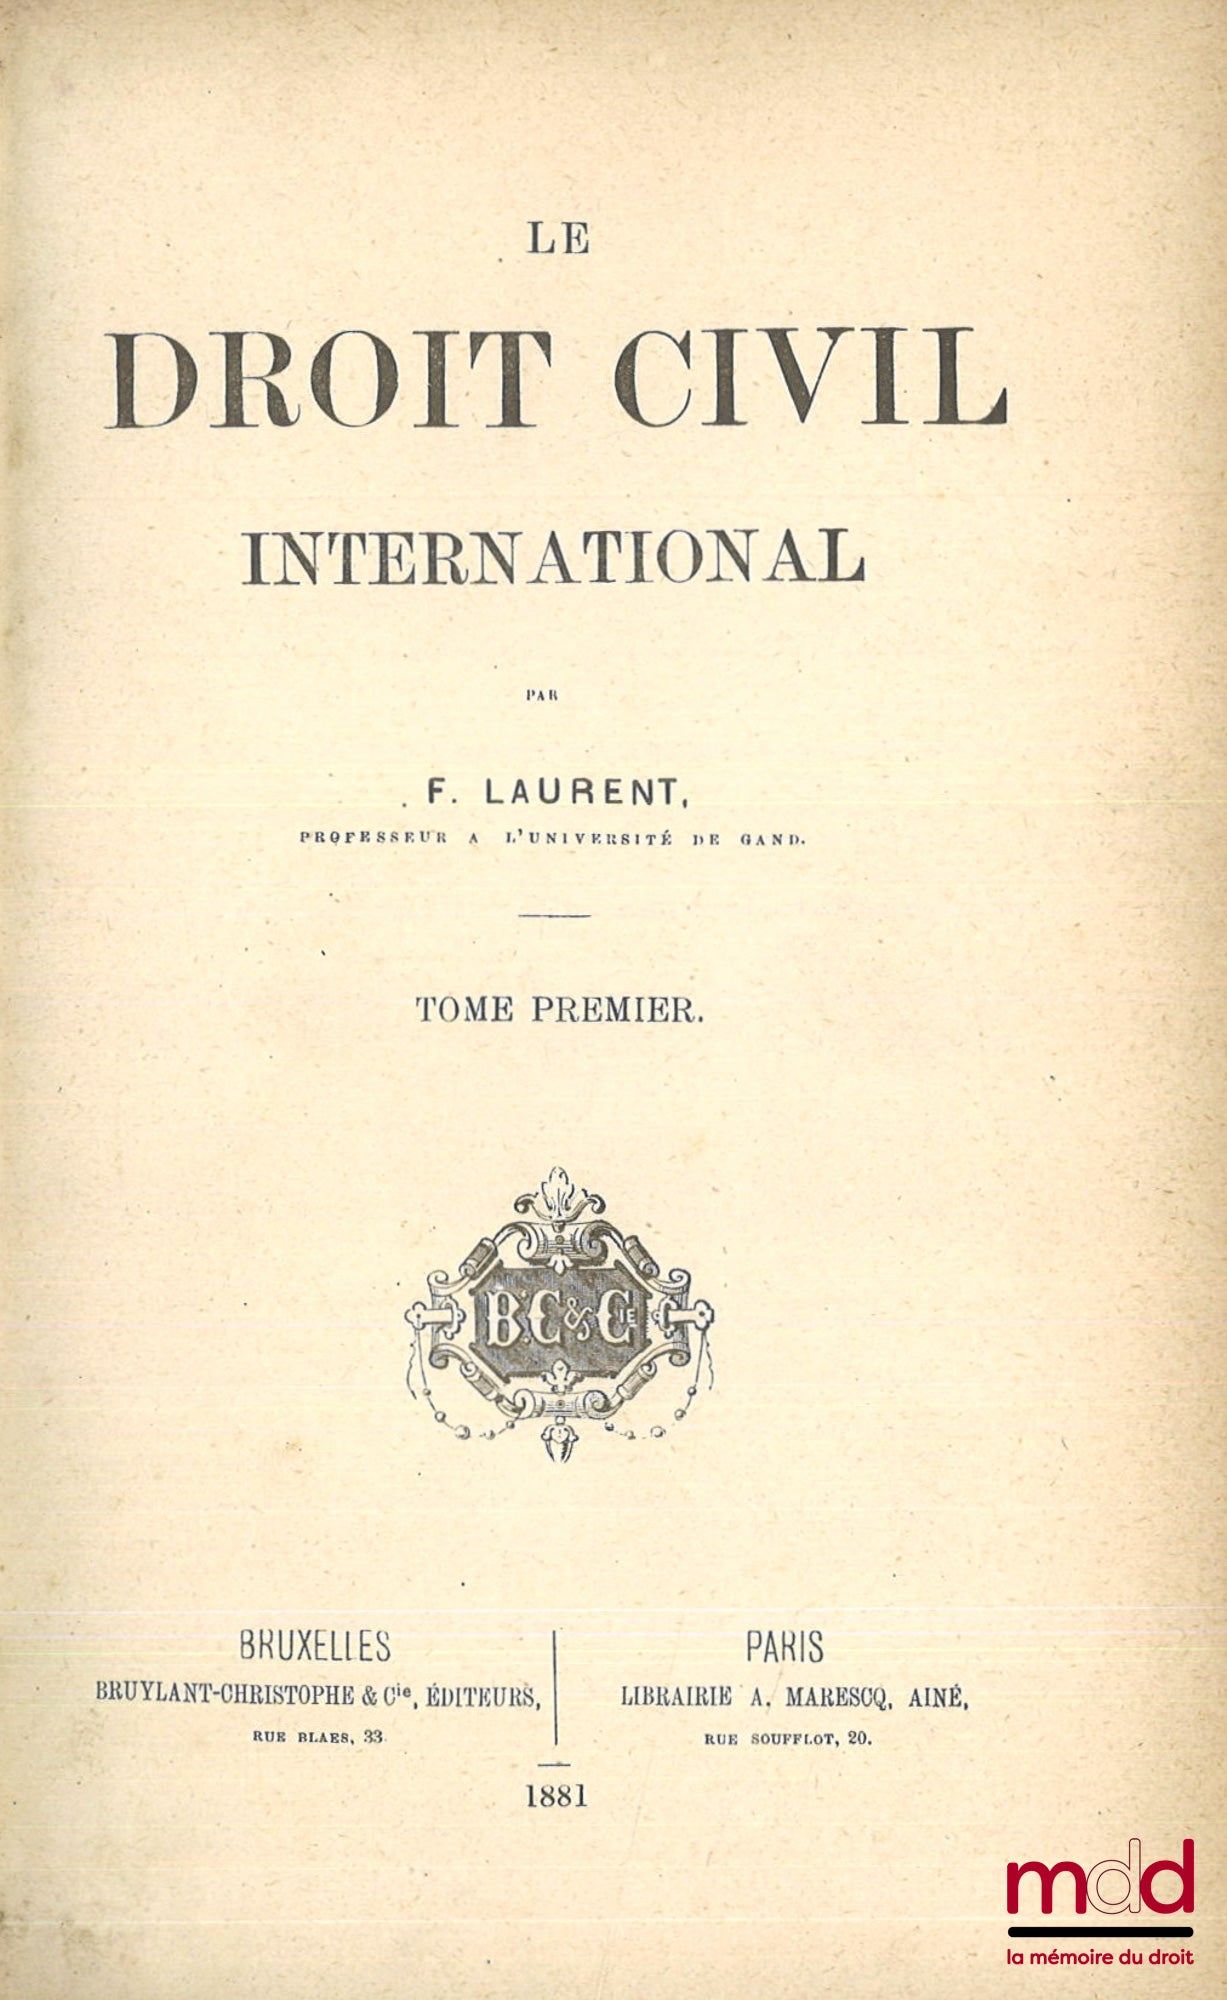 LE
DROIT CIVIL
INTERNATIONAL
PAR
F. LAURENT,
PROFESSEUR A L'UNIVERSITÉ DE GAND.
TOME PREMIER.
B. C & CIE
BRUXELLES
BRUYLANT-CHRISTOPHE & Cie, ÉDITEURS,
RUE BLAES, 33
PARIS
LIBRAIRIE A. MARESCQ, AINÉ,
RUE SOUFFLOT, 20.
1881
mdd
la mémoire du droit